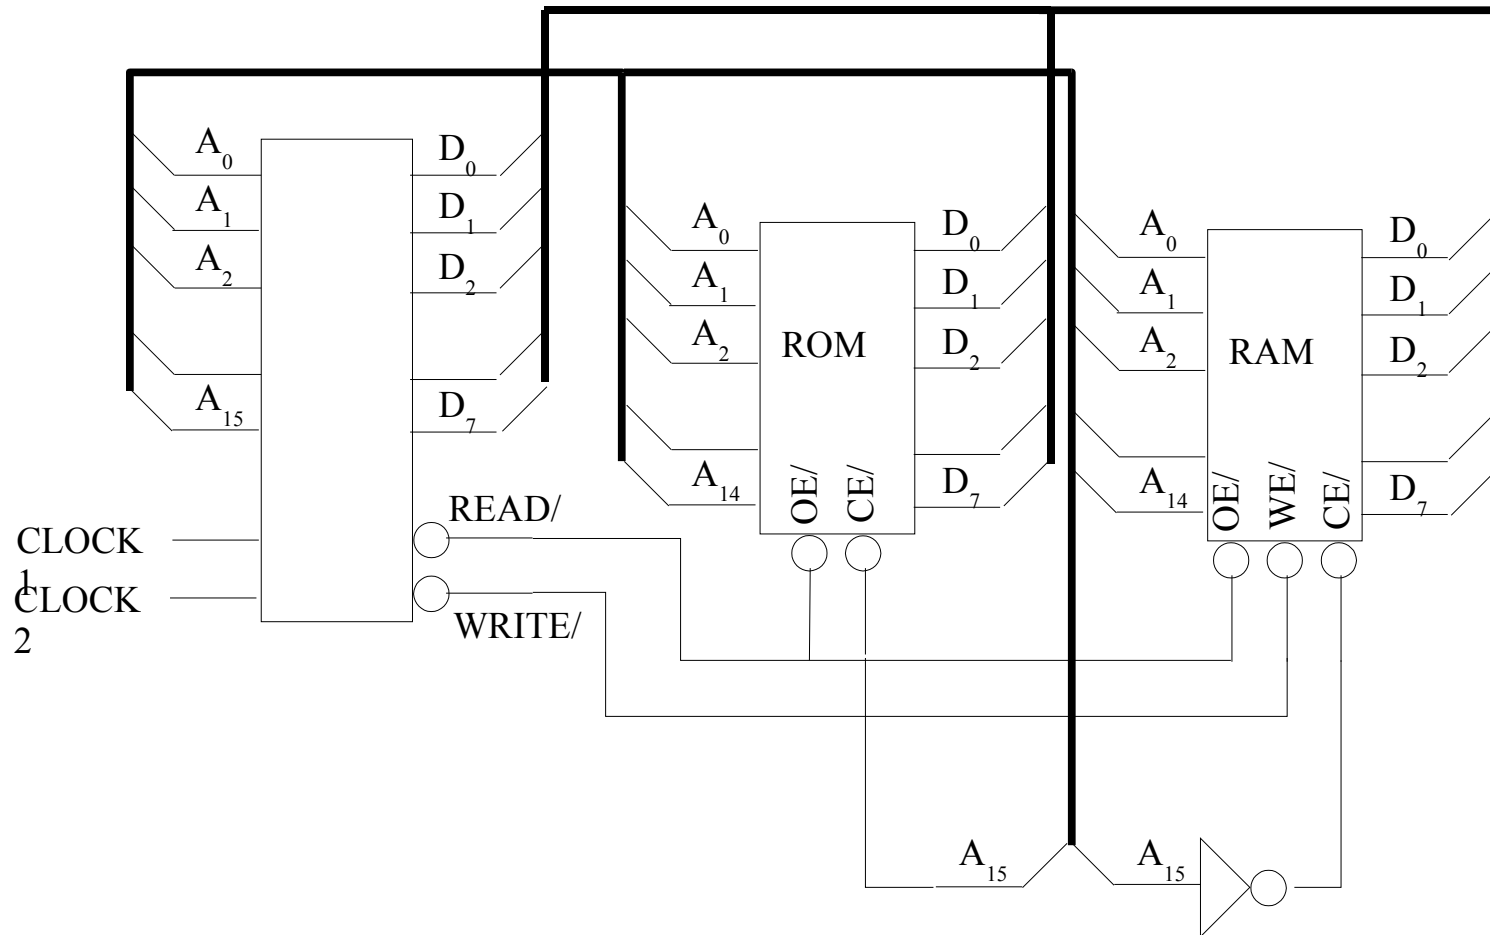 A0
A1
A2
A15
D0
D1
D2
D7
CLOCK
1
CLOCK
2
READ/
WRITE/
A0
A1
A2
A14
ROM
OE/
CE/
D0
D1
D2
D7
A0
A1
A2
A14
RAM
OE/
WE/
CE/
D0
D1
D2
D7
A15
A15